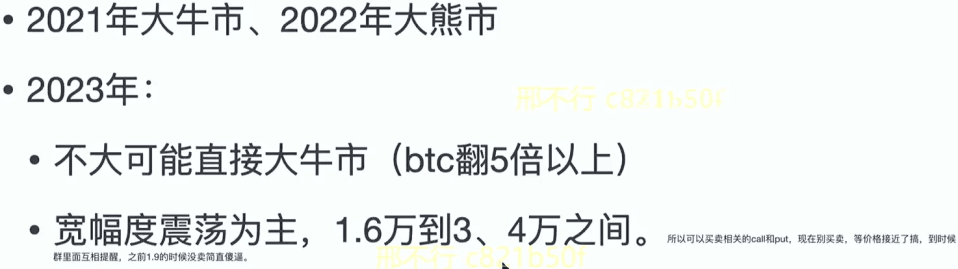 • 2021年大牛市、2022年大熊市
• 2023年：
邢不行 c821b50f
• 不大可能直接大牛市（btc翻5倍以上）
• 宽幅度震荡为主，1.6万到3、4万之间。所以可以买卖相关的call和put，现在别买卖，等价格接近了搞，到时候
群里面互相提醒，之前1.9的时候没卖简直傻逼。
邢不行 c821b50f